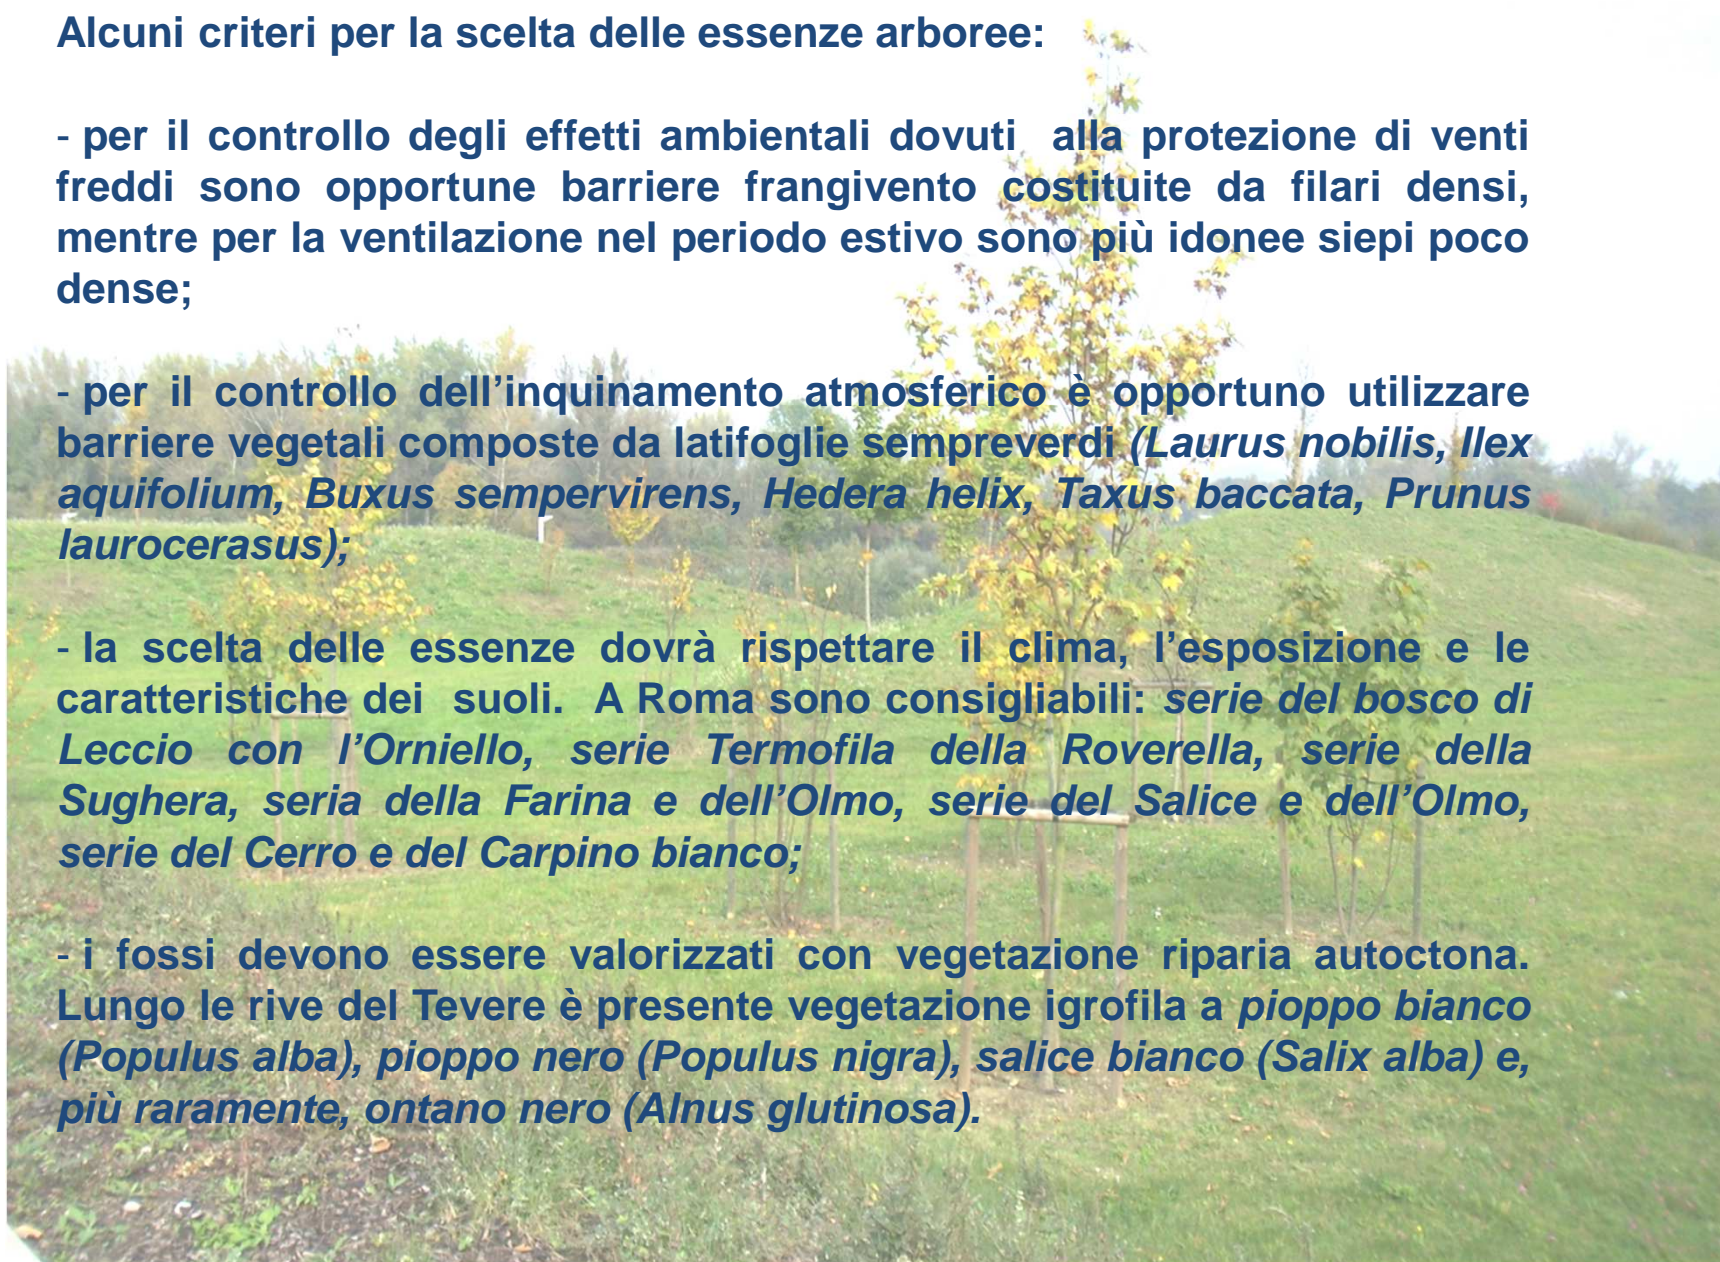 Alcuni criteri per la scelta delle essenze arboree:
- per il controllo degli effetti ambientali dovuti alla protezione di venti
freddi sono opportune barriere frangivento costituite da filari densi,
mentre per la ventilazione nel periodo estivo sono più idonee siepi poco
dense;
- per il controllo dell’inquinamento atmosferico è opportuno utilizzare
barriere vegetali composte da latifoglie sempreverdi (Laurus nobilis, Ilex
aquifolium, Buxus sempervirens, Hedera helix, Taxus baccata, Prunus
laurocerasus);
- la scelta delle essenze dovrà rispettare il clima, l’esposizione e le
caratteristiche dei suoli. A Roma sono consigliabili: serie del bosco di
Leccio con l’Orniello, serie Termofila della Roverella, serie della
Sughera, seria della Farina e dell’Olmo, serie del Salice e dell’Olmo,
serie del Cerro e del Carpino bianco;
- i fossi devono essere valorizzati con vegetazione riparia autoctona.
Lungo le rive del Tevere è presente vegetazione igrofila a pioppo bianco
(Populus alba), pioppo nero (Populus nigra), salice bianco (Salix alba) e,
più raramente, ontano nero (Alnus glutinosa).